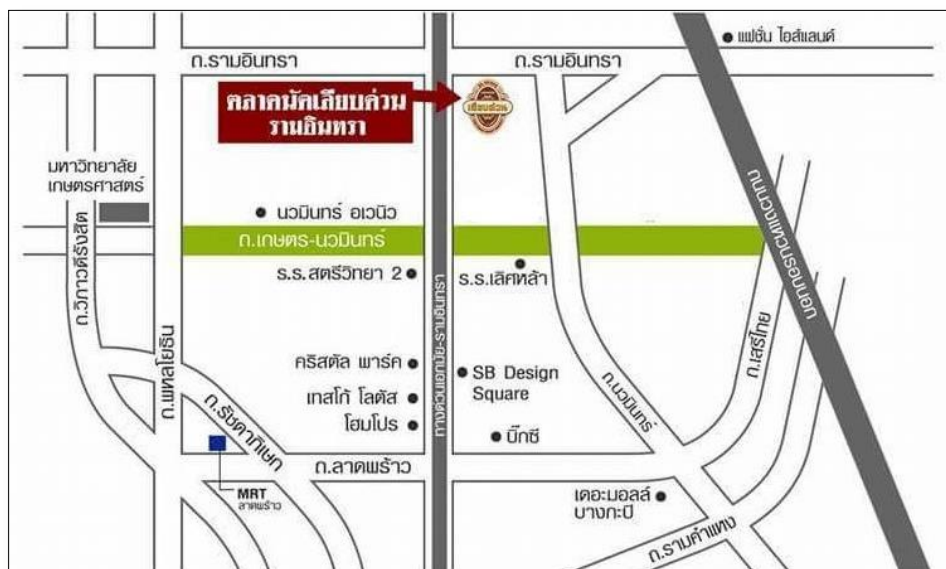 แฟชั่น ไอส์แลนด์
ถ.รามอินทรา
ถ.รามอินทรา
ตลาดนัดเลียบด่วน
รามอินทรา
เลียบด่วน
มหาวิทยาลัย
เกษตรศาสตร์
นวมินทร์ อเวนิว
ถ.เกษตร-นวมินทร์
ร.ร.สตรีวิทยา 2
ร.ร.เลิศหล้า
ถ.วิภาวดีรังสิต
ถ.พหลโยธิน
ทางด่วนเอกมัย-รามอินทรา
ถนนวงแหวนรอบนอก
ถ.เสรีไทย
ถ.นวมินทร์
คริสตัล พาร์ค
SB Design
Square
เทสโก้ โลตัส
โฮมโปร
บิ๊กซี
ถ.รัชดาภิเษก
ถ.ลาดพร้าว
MRT
ลาดพร้าว
เดอะมอลล์
บางกะปิ
ถ.รามคำแหง